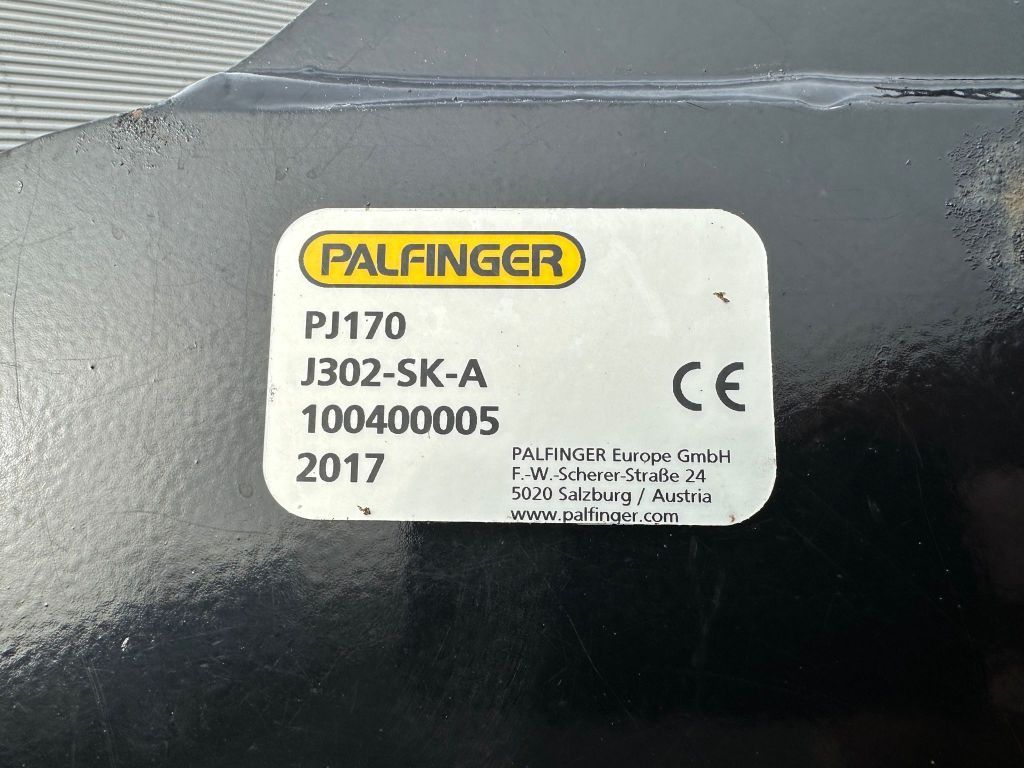 PALFINGER
PJ170
J302-SK-A
100400005
2017
CE
PALFINGER Europe GmbH
F.-W.-Scherer-Straße 24
5020 Salzburg / Austria
www.palfinger.com